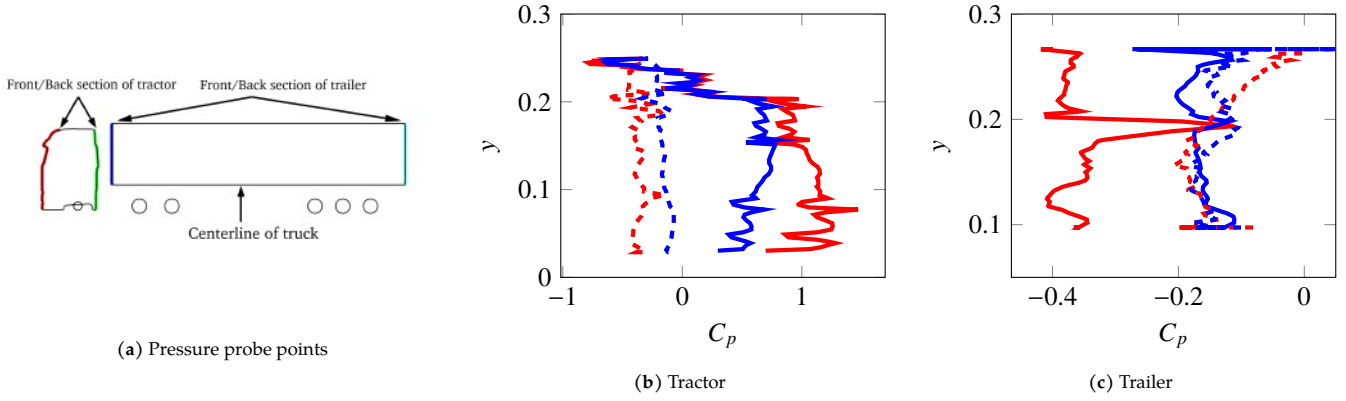 Front/Back section of tractor
Front/Back section of trailer
Centerline of truck
(a) Pressure probe points
0.3
0.2
0.1
0
y
−1
0
1
C_p
(b) Tractor
0.3
0.2
0.1
y
−0.4
−0.2
0
C_p
(c) Trailer